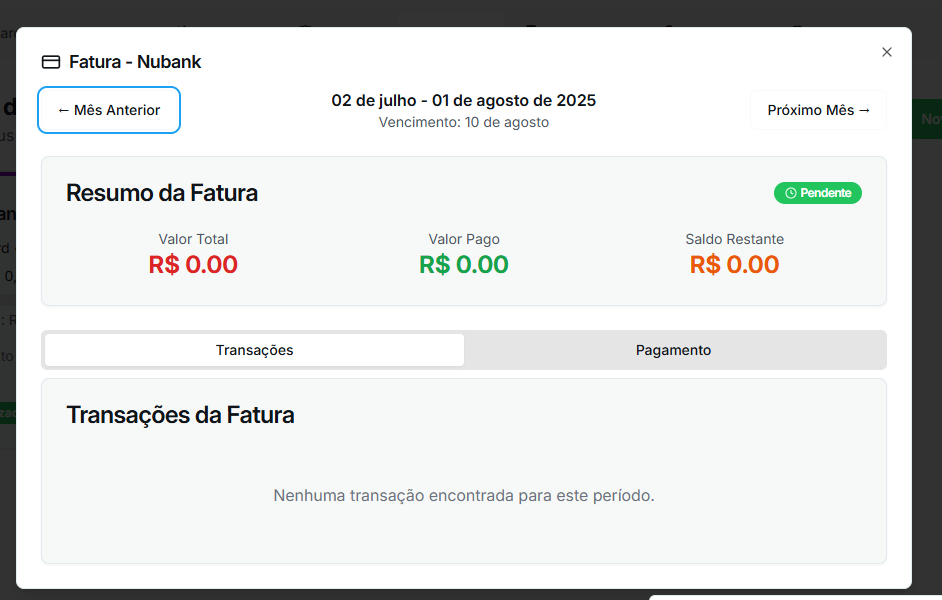 Fatura - Nubank
← Mês Anterior
02 de julho - 01 de agosto de 2025
Vencimento: 10 de agosto
Próximo Mês →
Resumo da Fatura
Pendente
Valor Total
R$ 0.00
Valor Pago
R$ 0.00
Saldo Restante
R$ 0.00
Transações
Pagamento
Transações da Fatura
Nenhuma transação encontrada para este período.